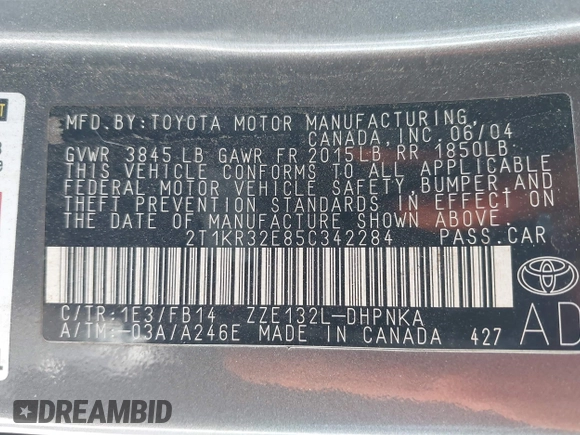 MFD.BY:TOYOTA MOTOR MANUFACTURING,
CANADA,INC 06/04
GVWR 3845 LB GAWR FR 2015LB RR 1850LB
THIS VEHICLE CONFORMS TO ALL APPLICABLE
FEDERAL MOTOR VEHICLE SAFETY,BUMPER,AND
THEFT PREVENTION STANDARDS IN EFFECT ON
THE DATE OF MANUFACTURE SHOWN ABOVE.
2T1KR32E85C342284 PASS.CAR
C/TR:1E3/FB14 ZZE132L-DHPNKA
A/TM:-03A/A246E MADE IN CANADA 427
AD
DREAMBID